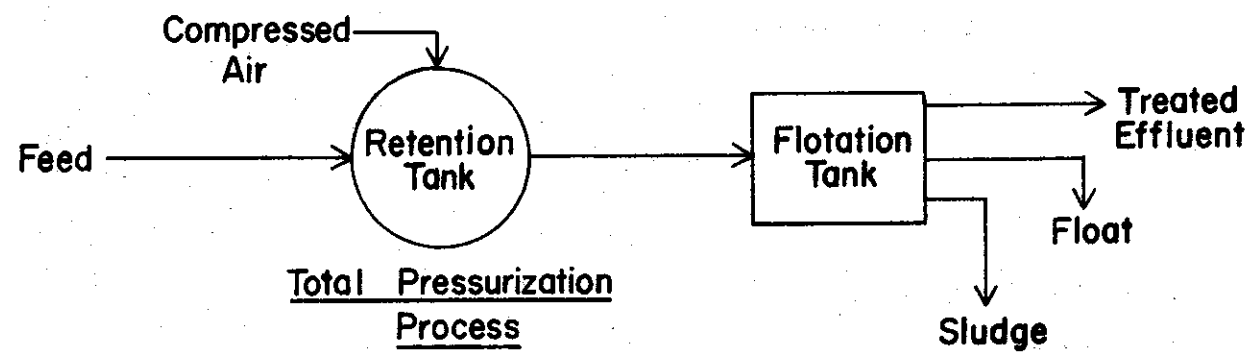 Compressed
Air
Feed
Retention
Tank
Flotation
Tank
Treated
Effluent
Float
Sludge
Total Pressurization
Process